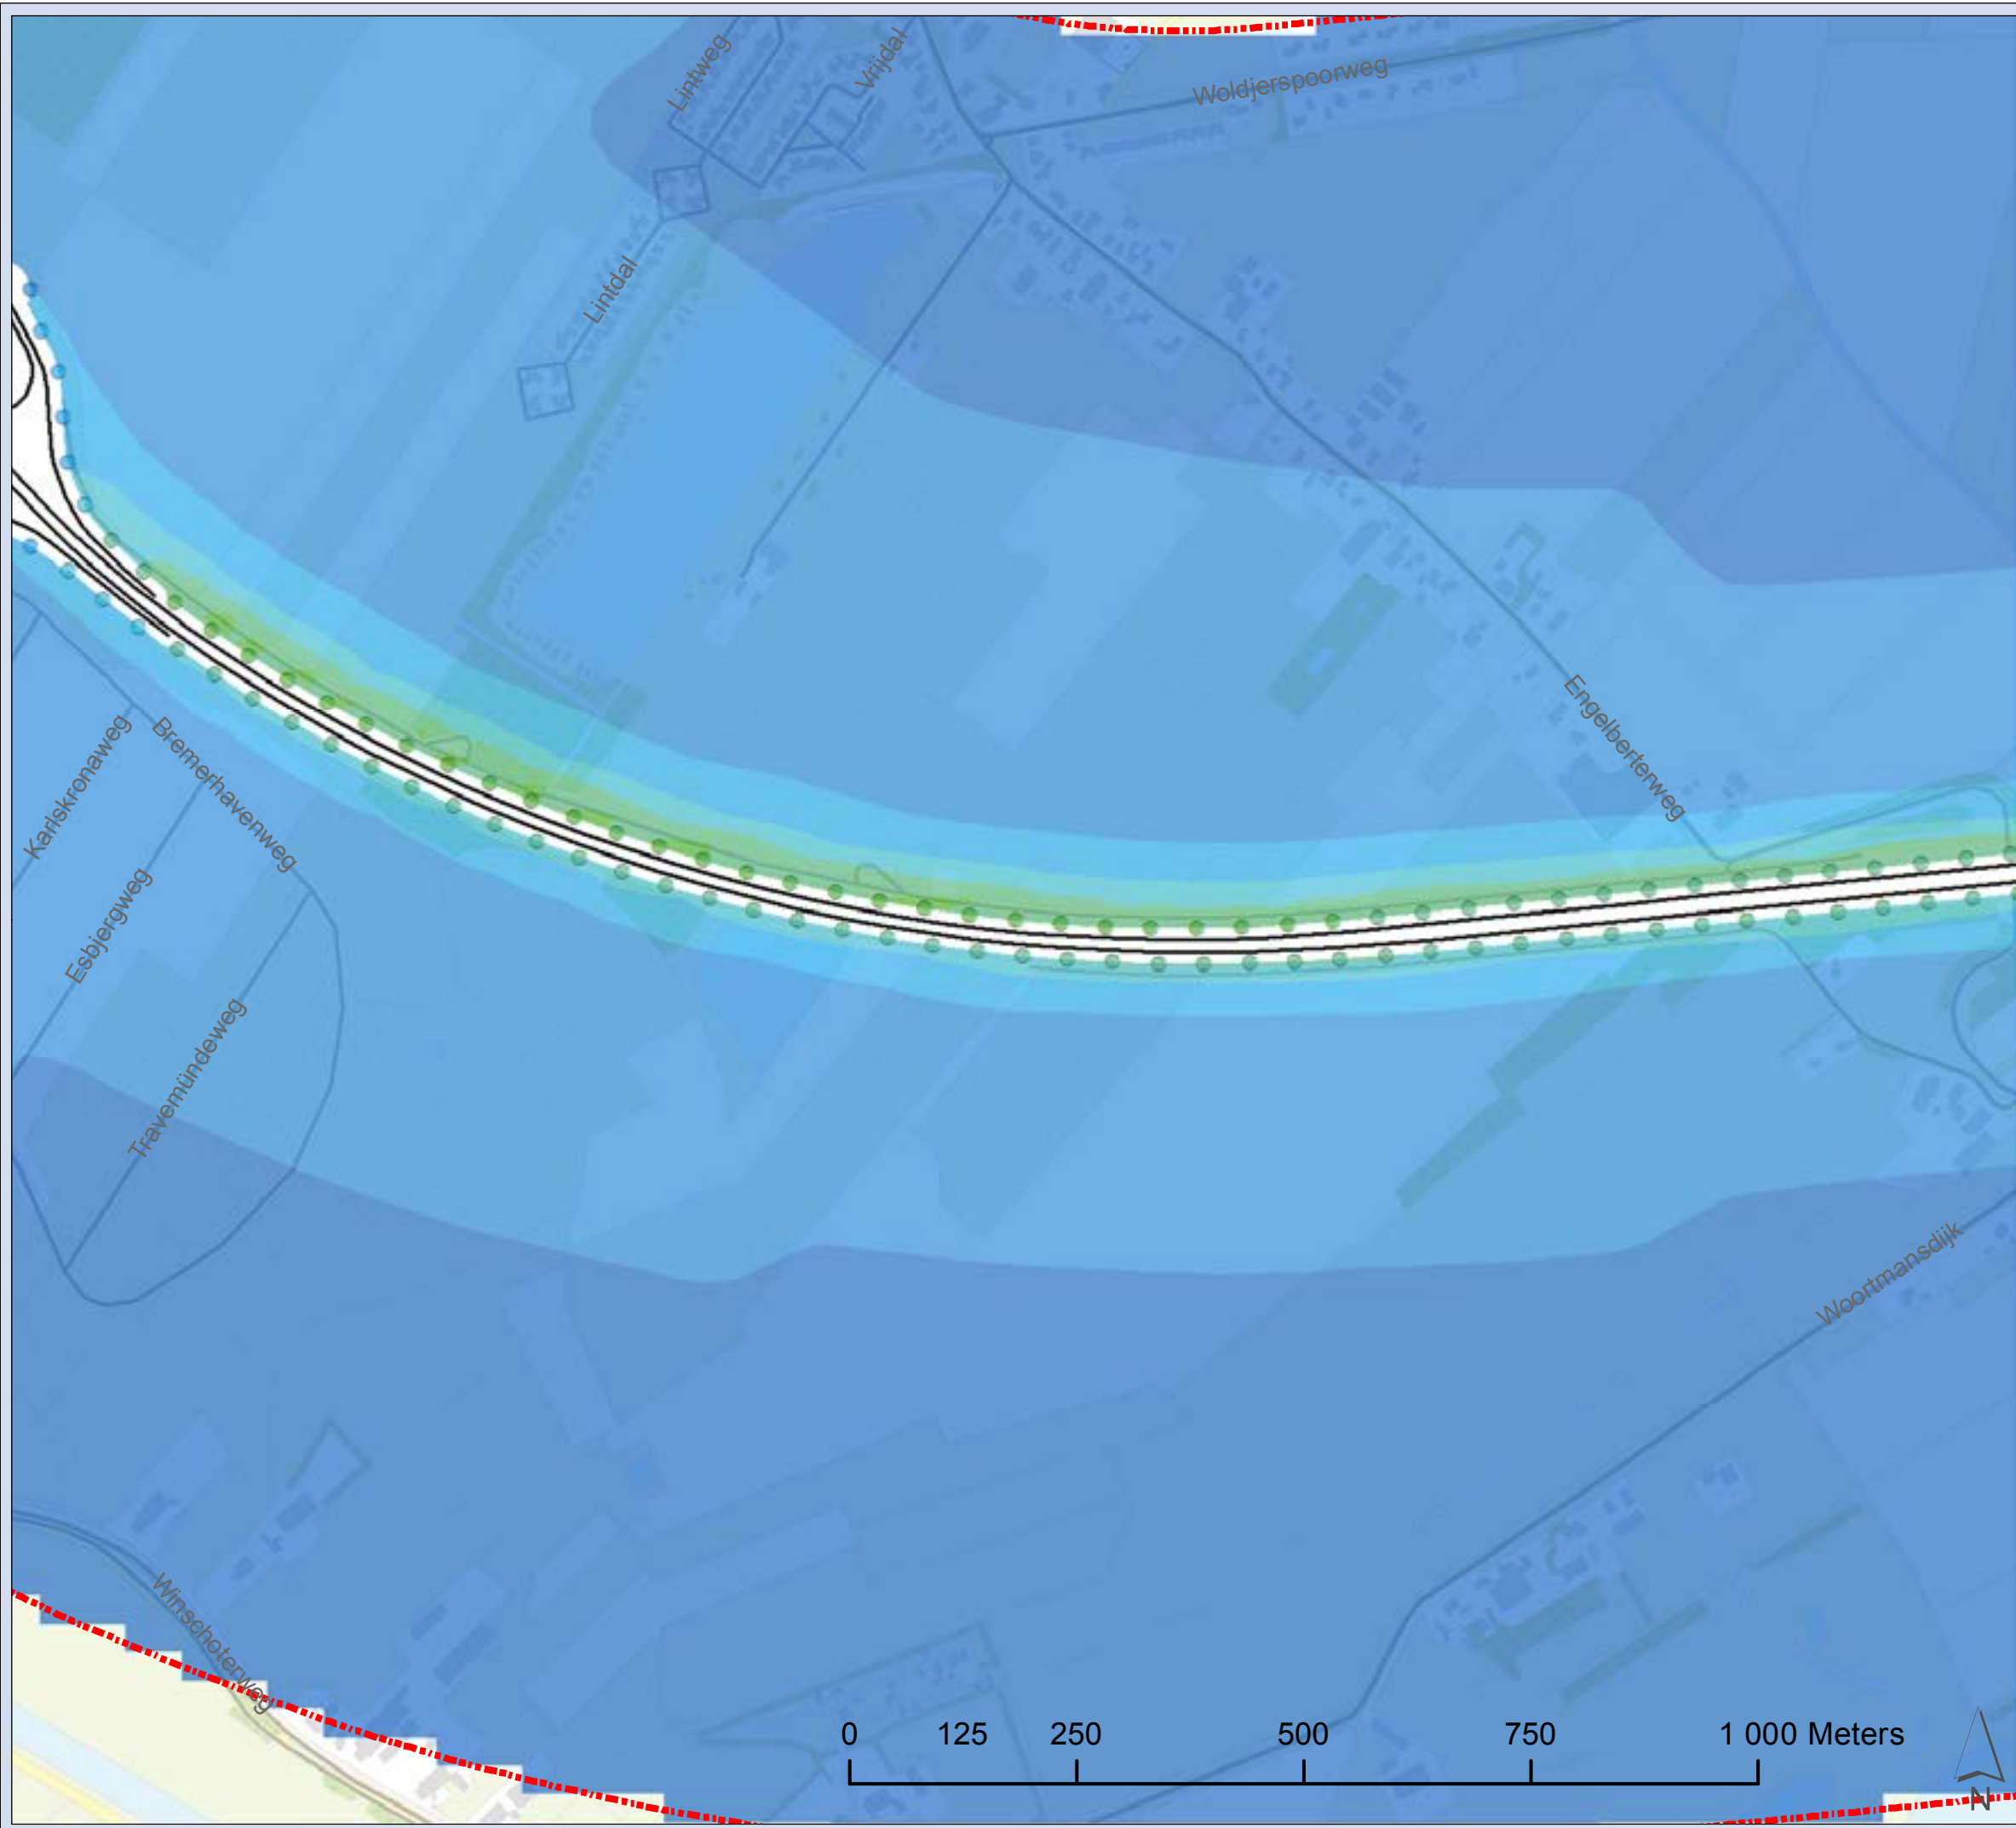 Lintweg
Vrijdal
Woldjerspoorweg
Lintdal
Engelberterweg
Karlskronaweg
Bremerhavenweg
Esbjergweg
Travemündeweg
Woortmansdijk
Winschoterweg
0 125 250 500 750 1 000 Meters
N